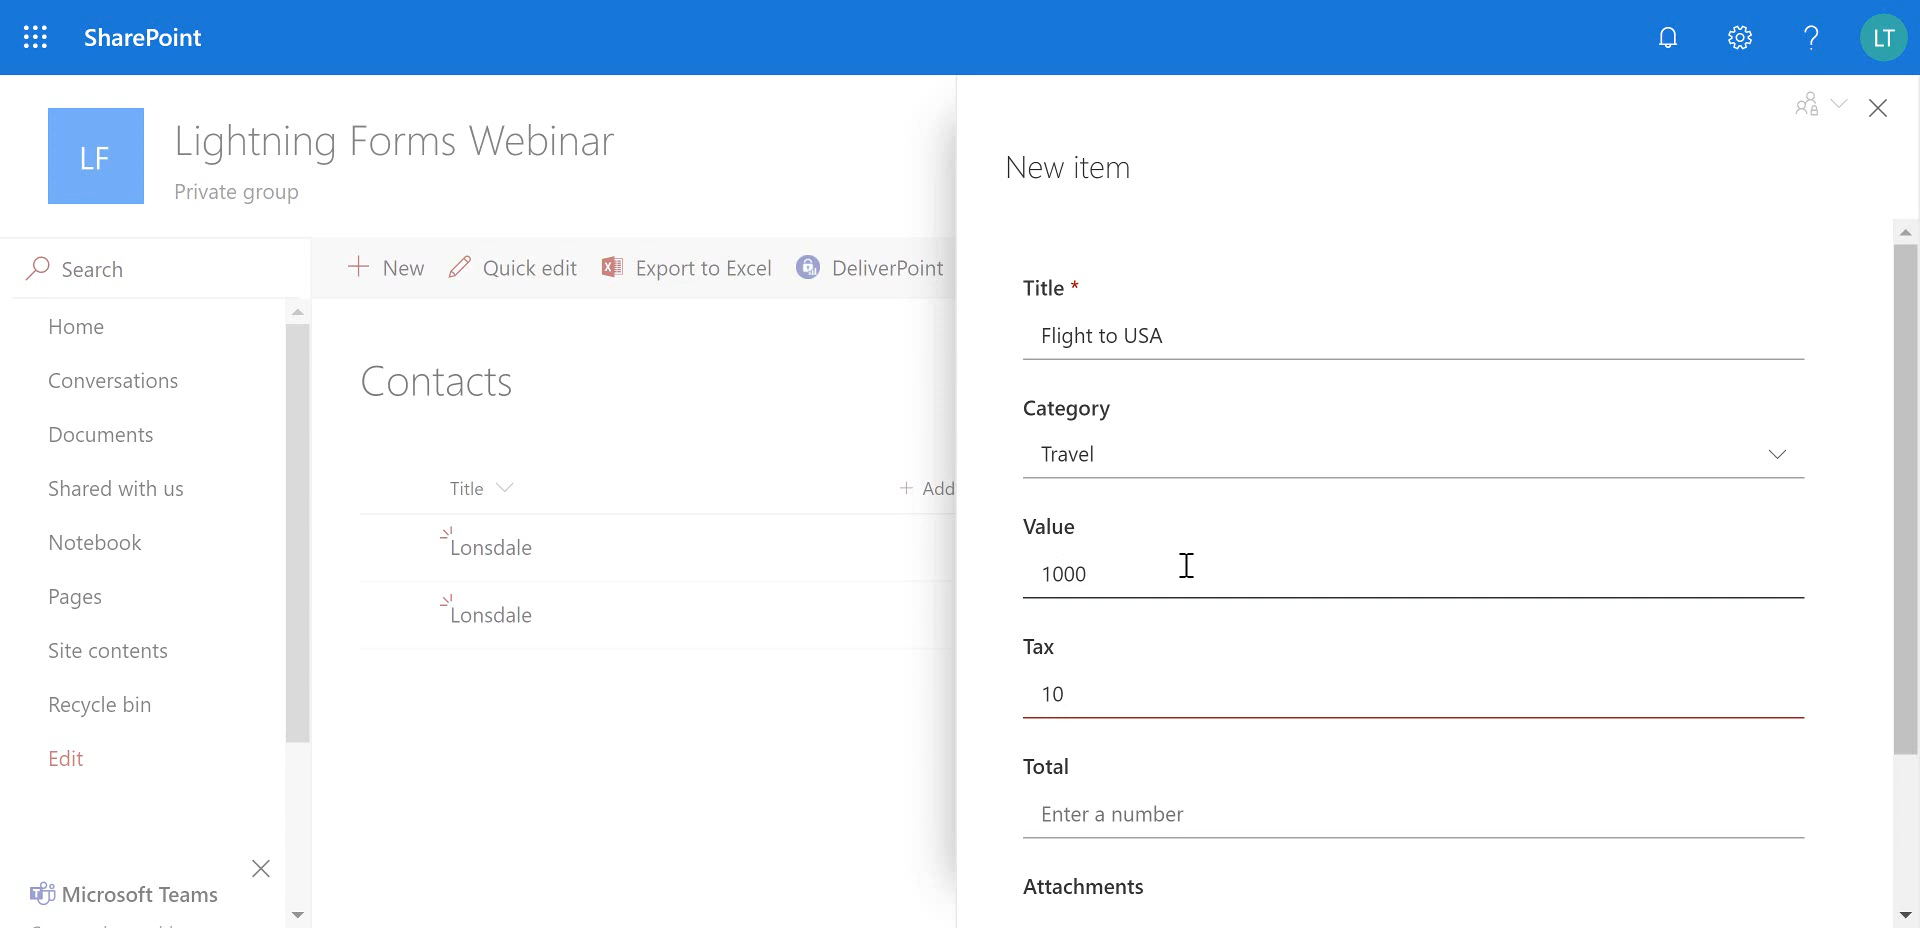 SharePoint
LT
LF
Lightning Forms Webinar
Private group
Search
New
Quick edit
Export to Excel
DeliverPoint
Home
Conversations
Documents
Shared with us
Notebook
Pages
Site contents
Recycle bin
Edit
Microsoft Teams
Contacts
Title
+ Add
Lonsdale
Lonsdale
New item
Title *
Flight to USA
Category
Travel
Value
1000
Tax
10
Total
Enter a number
Attachments